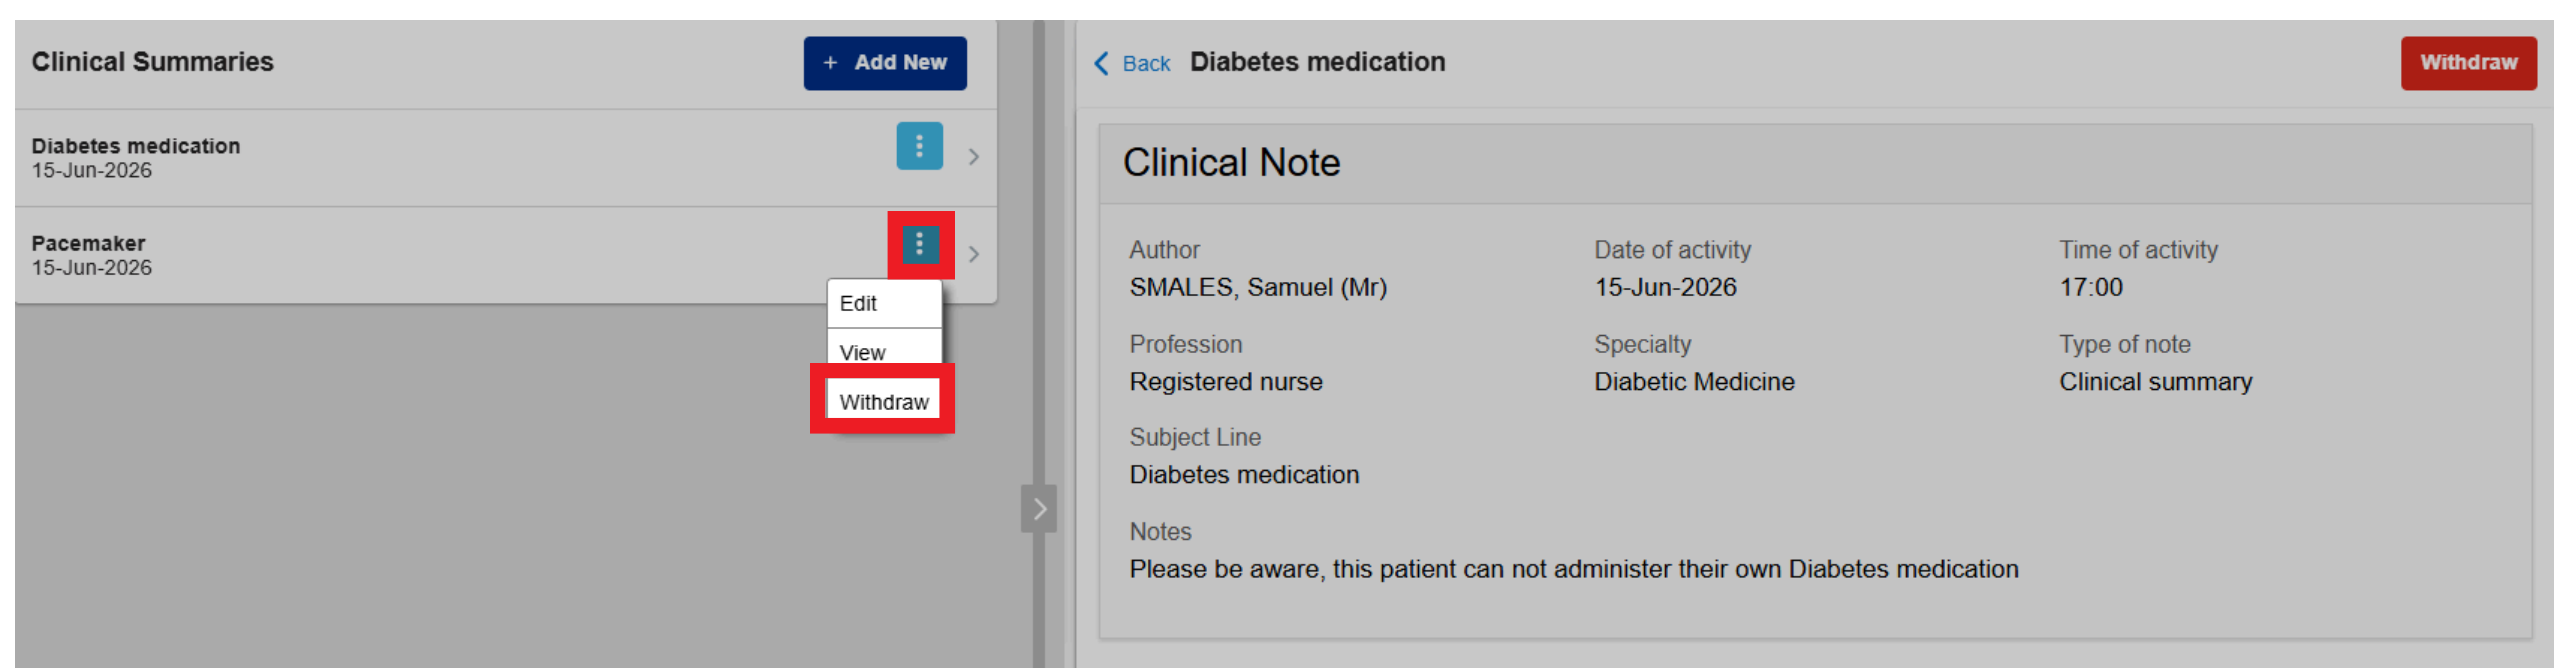 Clinical Summaries
+ Add New
Diabetes medication
15-Jun-2026
Pacemaker
15-Jun-2026
Edit
View
Withdraw
Back Diabetes medication
Withdraw
Clinical Note
Author
SMALES, Samuel (Mr)
Date of activity
15-Jun-2026
Time of activity
17:00
Profession
Registered nurse
Specialty
Diabetic Medicine
Type of note
Clinical summary
Subject Line
Diabetes medication
Notes
Please be aware, this patient can not administer their own Diabetes medication